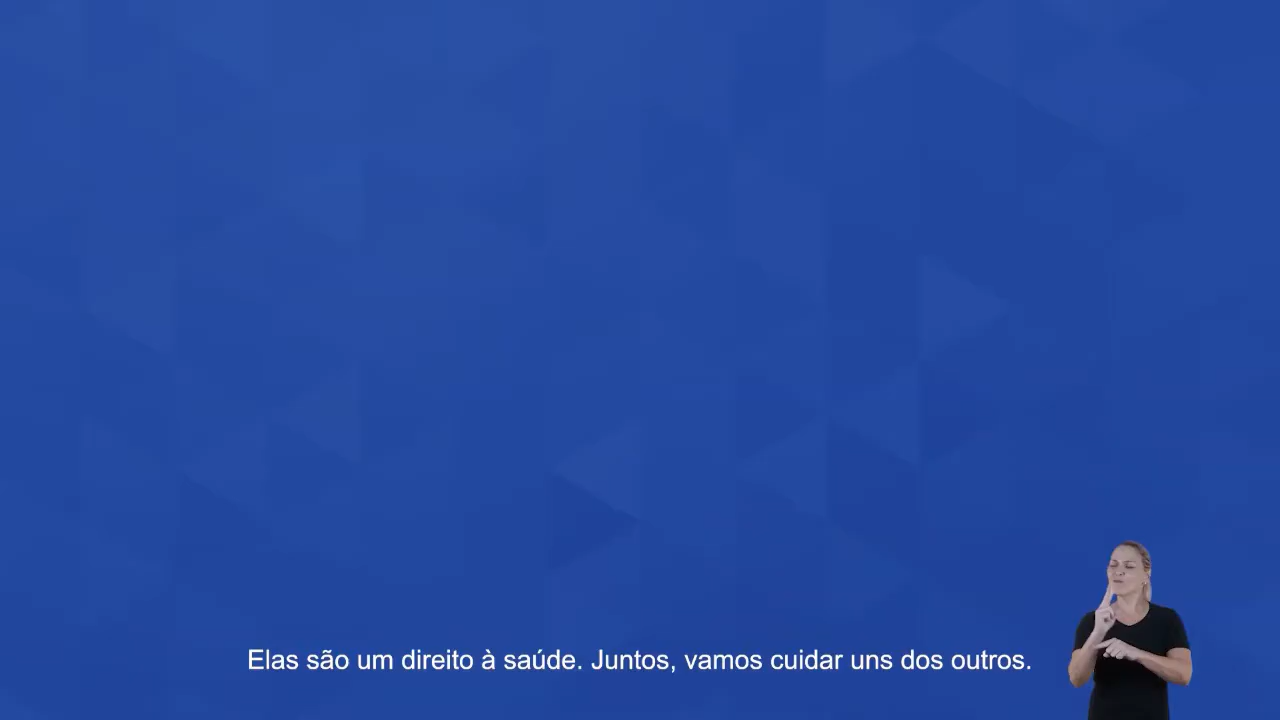 Elas são um direito à saúde. Juntos, vamos cuidar uns dos outros.